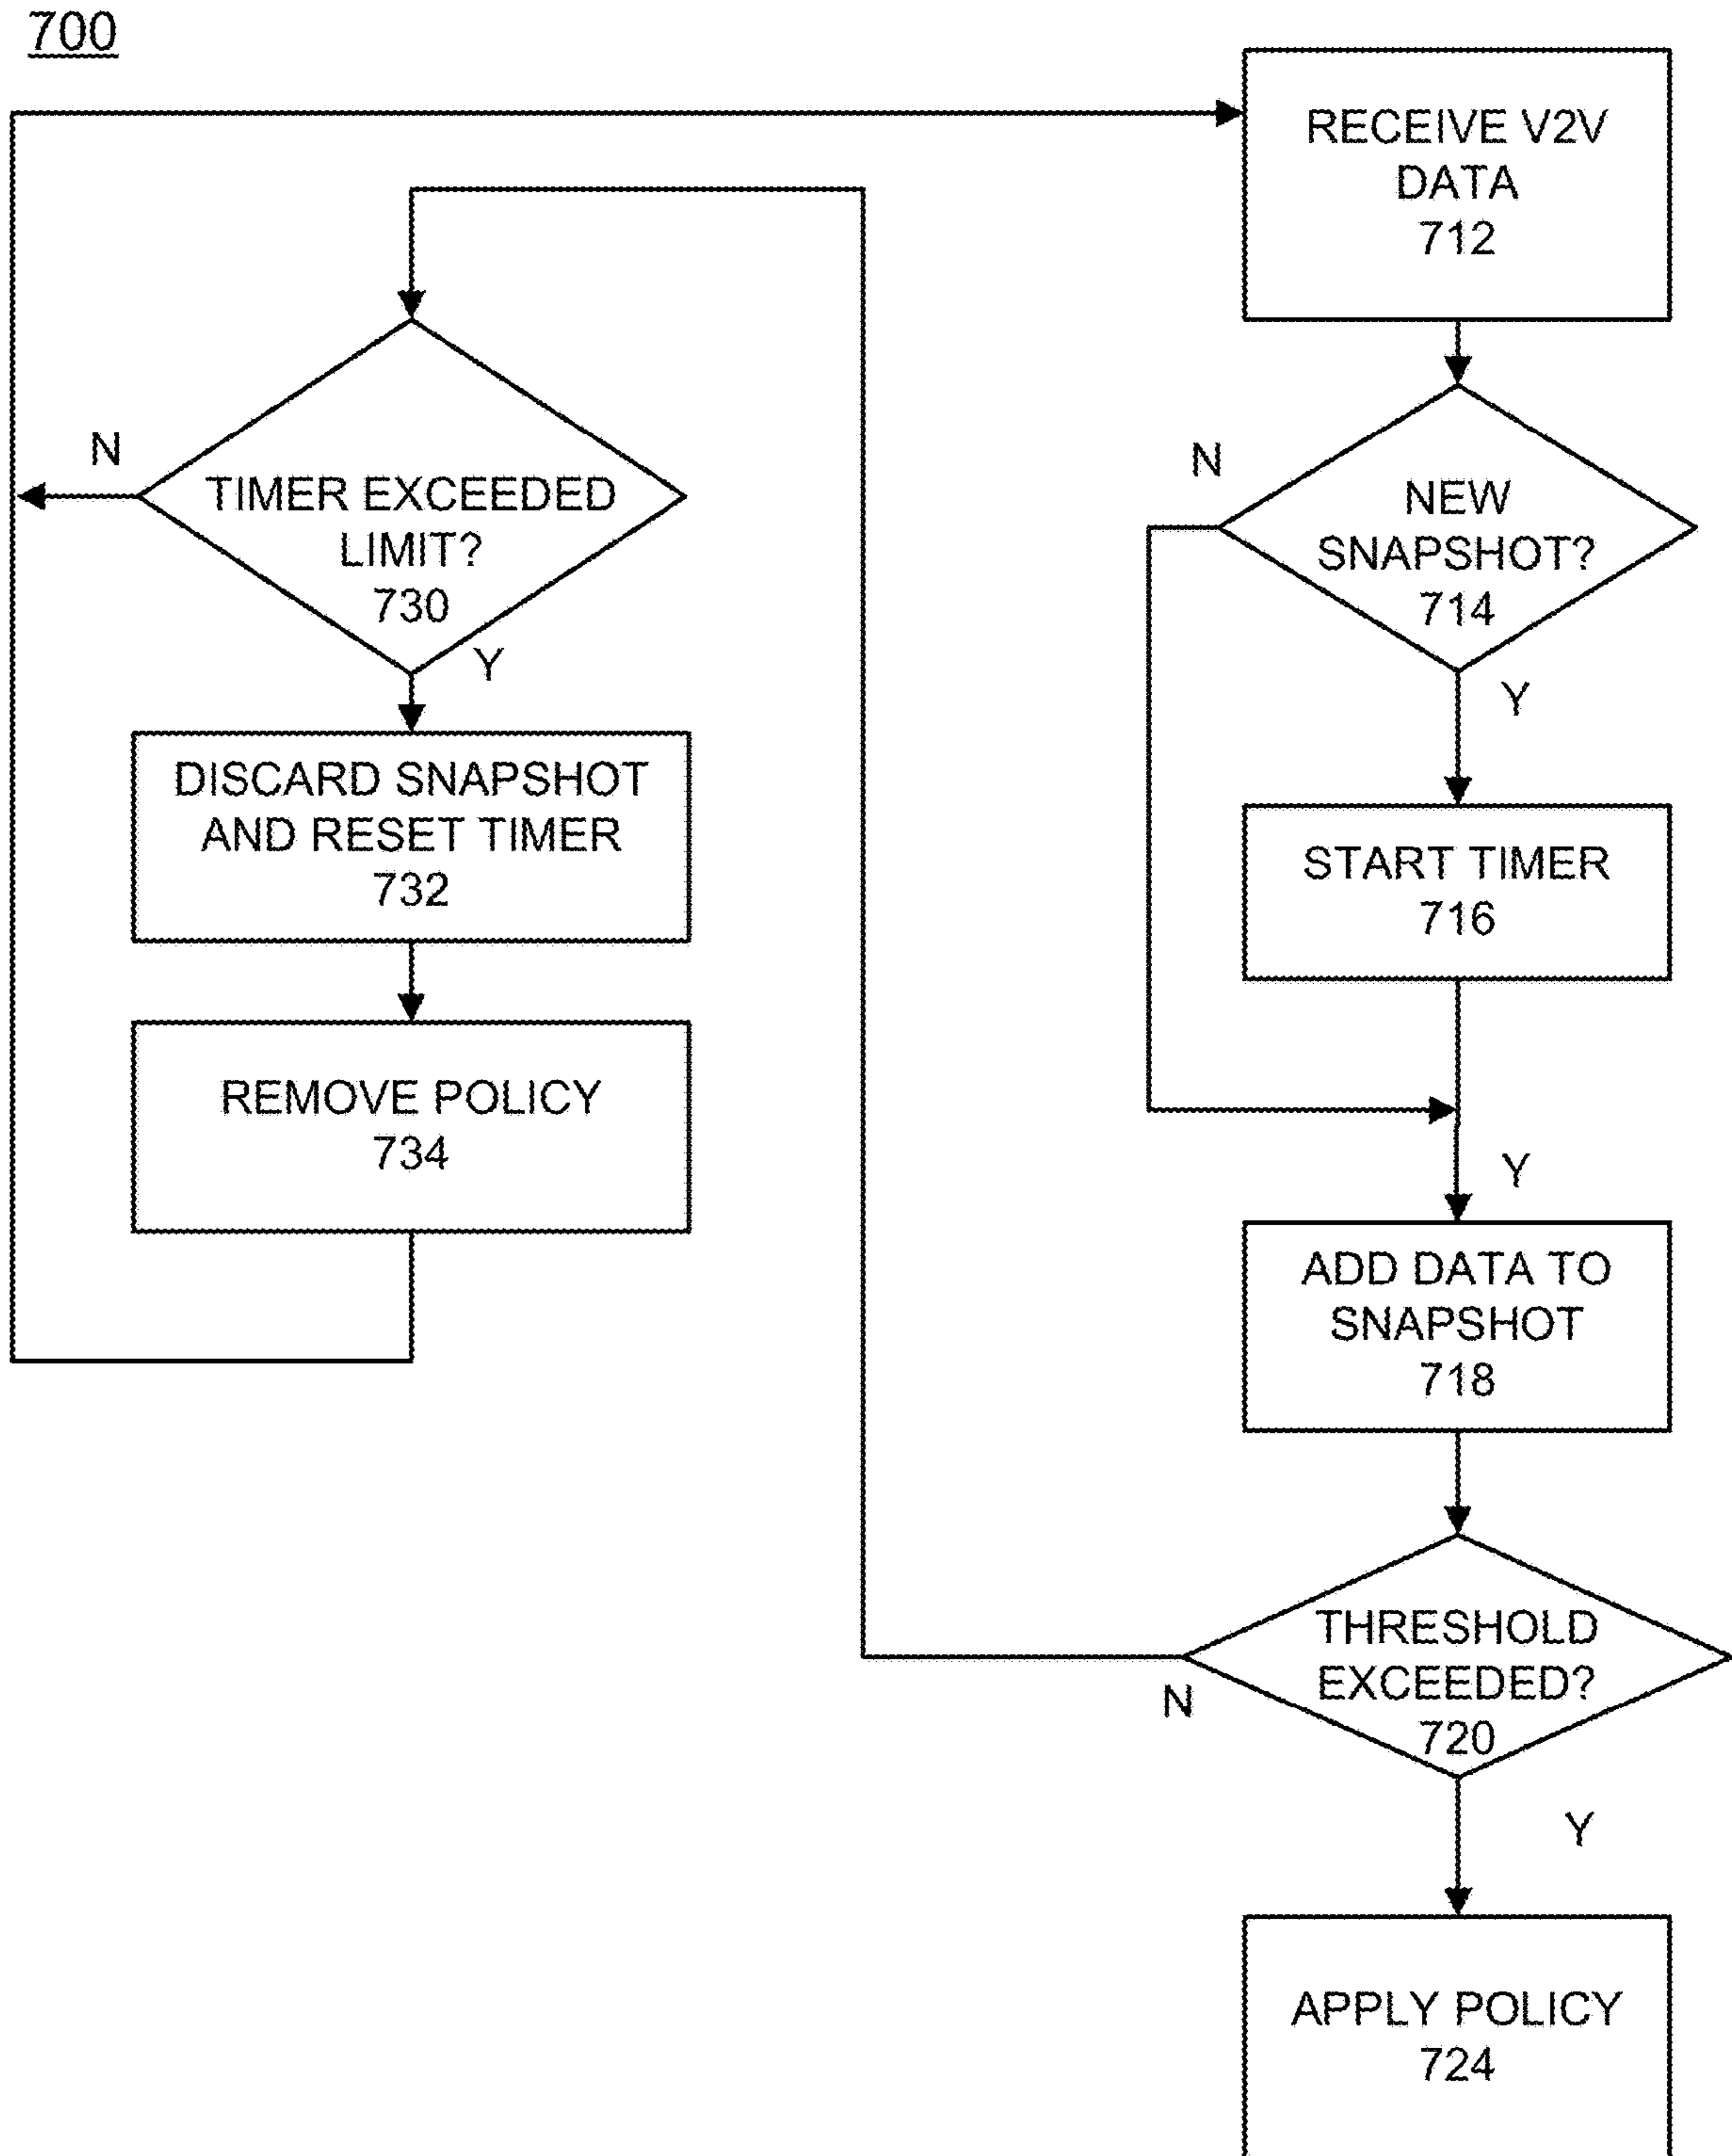 700
RECEIVE V2V
DATA
712
N
NEW
SNAPSHOT?
714
Y
START TIMER
716
Y
ADD DATA TO
SNAPSHOT
718
THRESHOLD
EXCEEDED?
720
N
Y
APPLY POLICY
724
N
TIMER EXCEEDED
LIMIT?
730
Y
DISCARD SNAPSHOT
AND RESET TIMER
732
REMOVE POLICY
734